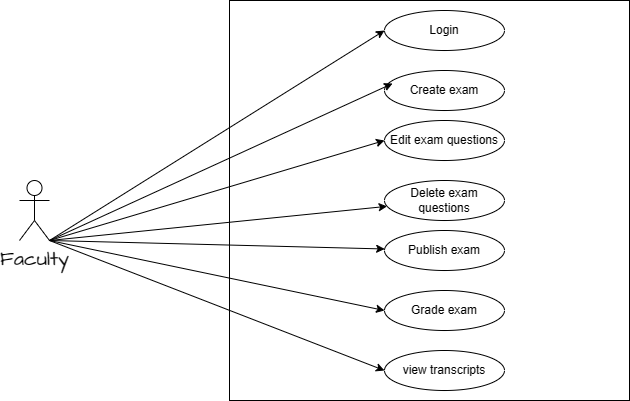 Login
Create exam
Edit exam questions
Delete exam
questions
Publish exam
Faculty
Grade exam
view transcripts